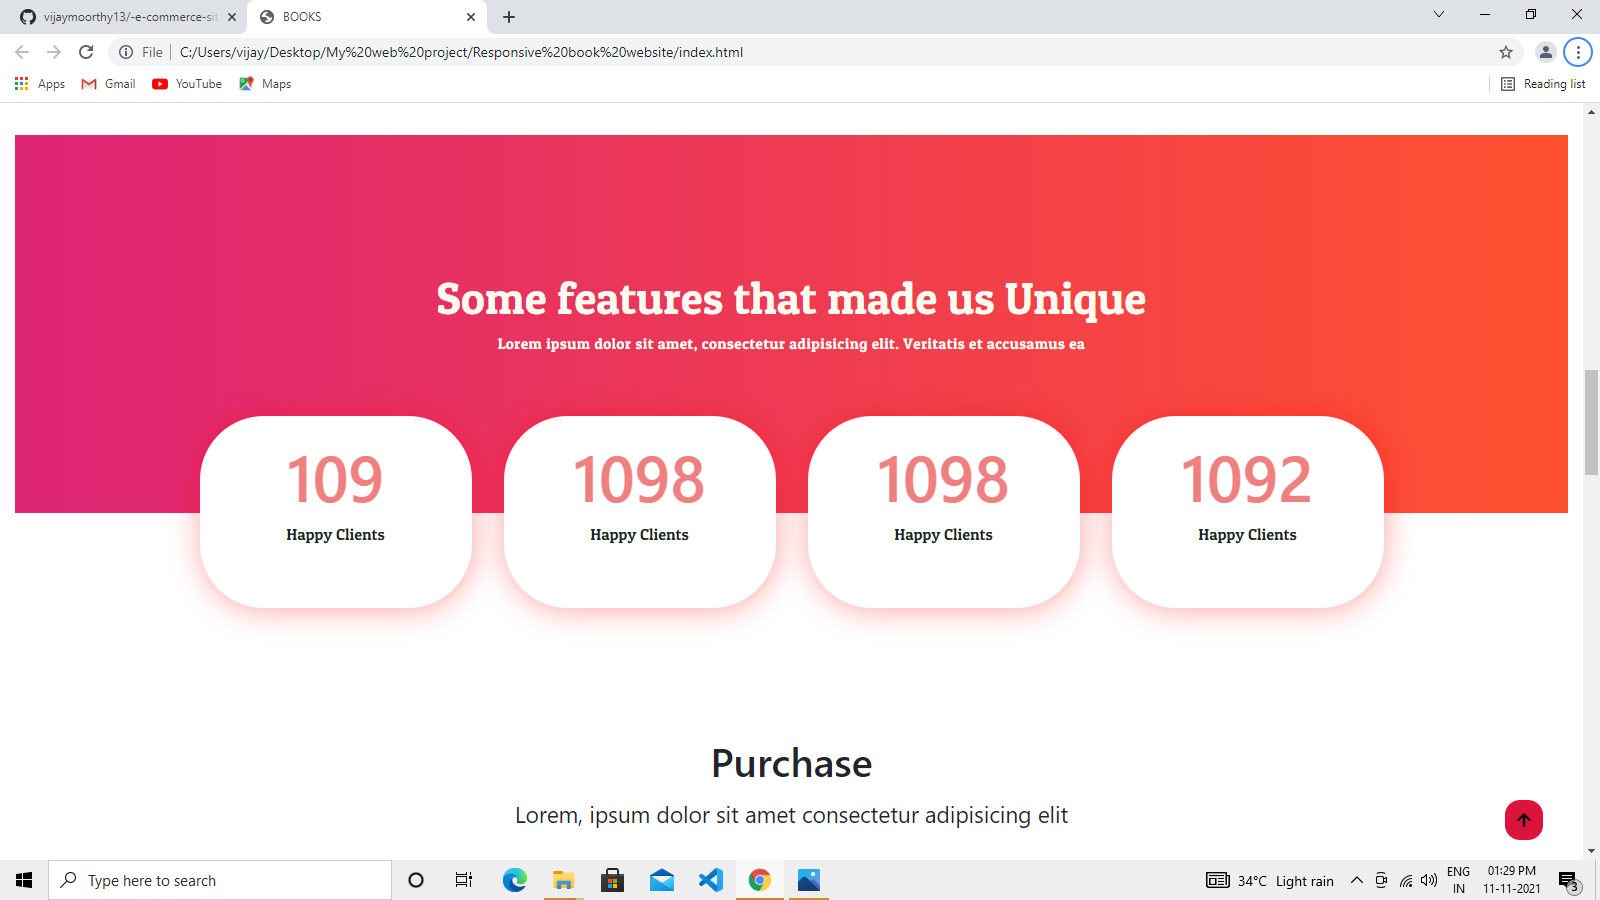 vijaymoorthy13/-e-commerce-sit
BOOKS
File
C:/Users/vijay/Desktop/My%20web%20project/Responsive%20book%20website/index.html
Apps
Gmail
YouTube
Maps
Reading list
Some features that made us Unique
Lorem ipsum dolor sit amet, consectetur adipisicing elit. Veritatis et accusamus ea
109
1098
1098
1092
Happy Clients
Happy Clients
Happy Clients
Happy Clients
Purchase
Lorem, ipsum dolor sit amet consectetur adipisicing elit
Type here to search
34°C Light rain
ENG
IN
01:29 PM
11-11-2021
3